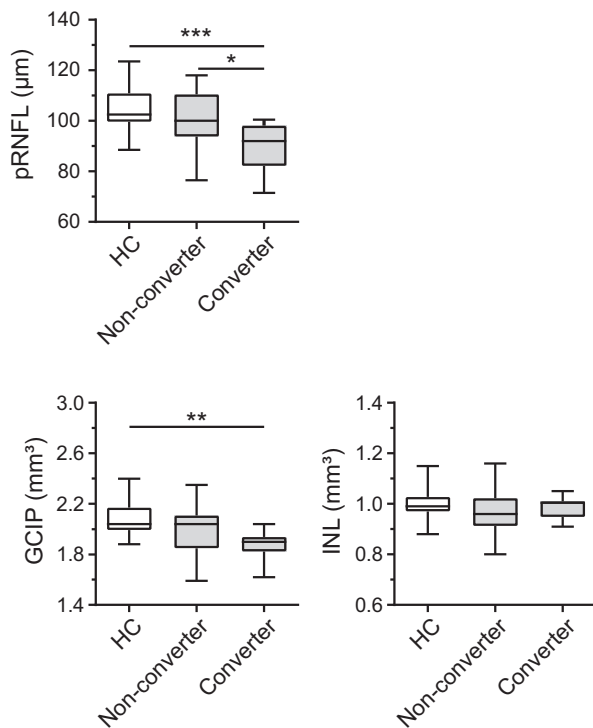 ***
*
140
120
100
80
60
pRNFL (µm)
HC
Non-converter
Converter
**
3.0
2.6
2.2
1.8
1.4
GCIP (mm³)
HC
Non-converter
Converter
1.4
1.2
1.0
0.8
0.6
INL (mm³)
HC
Non-converter
Converter